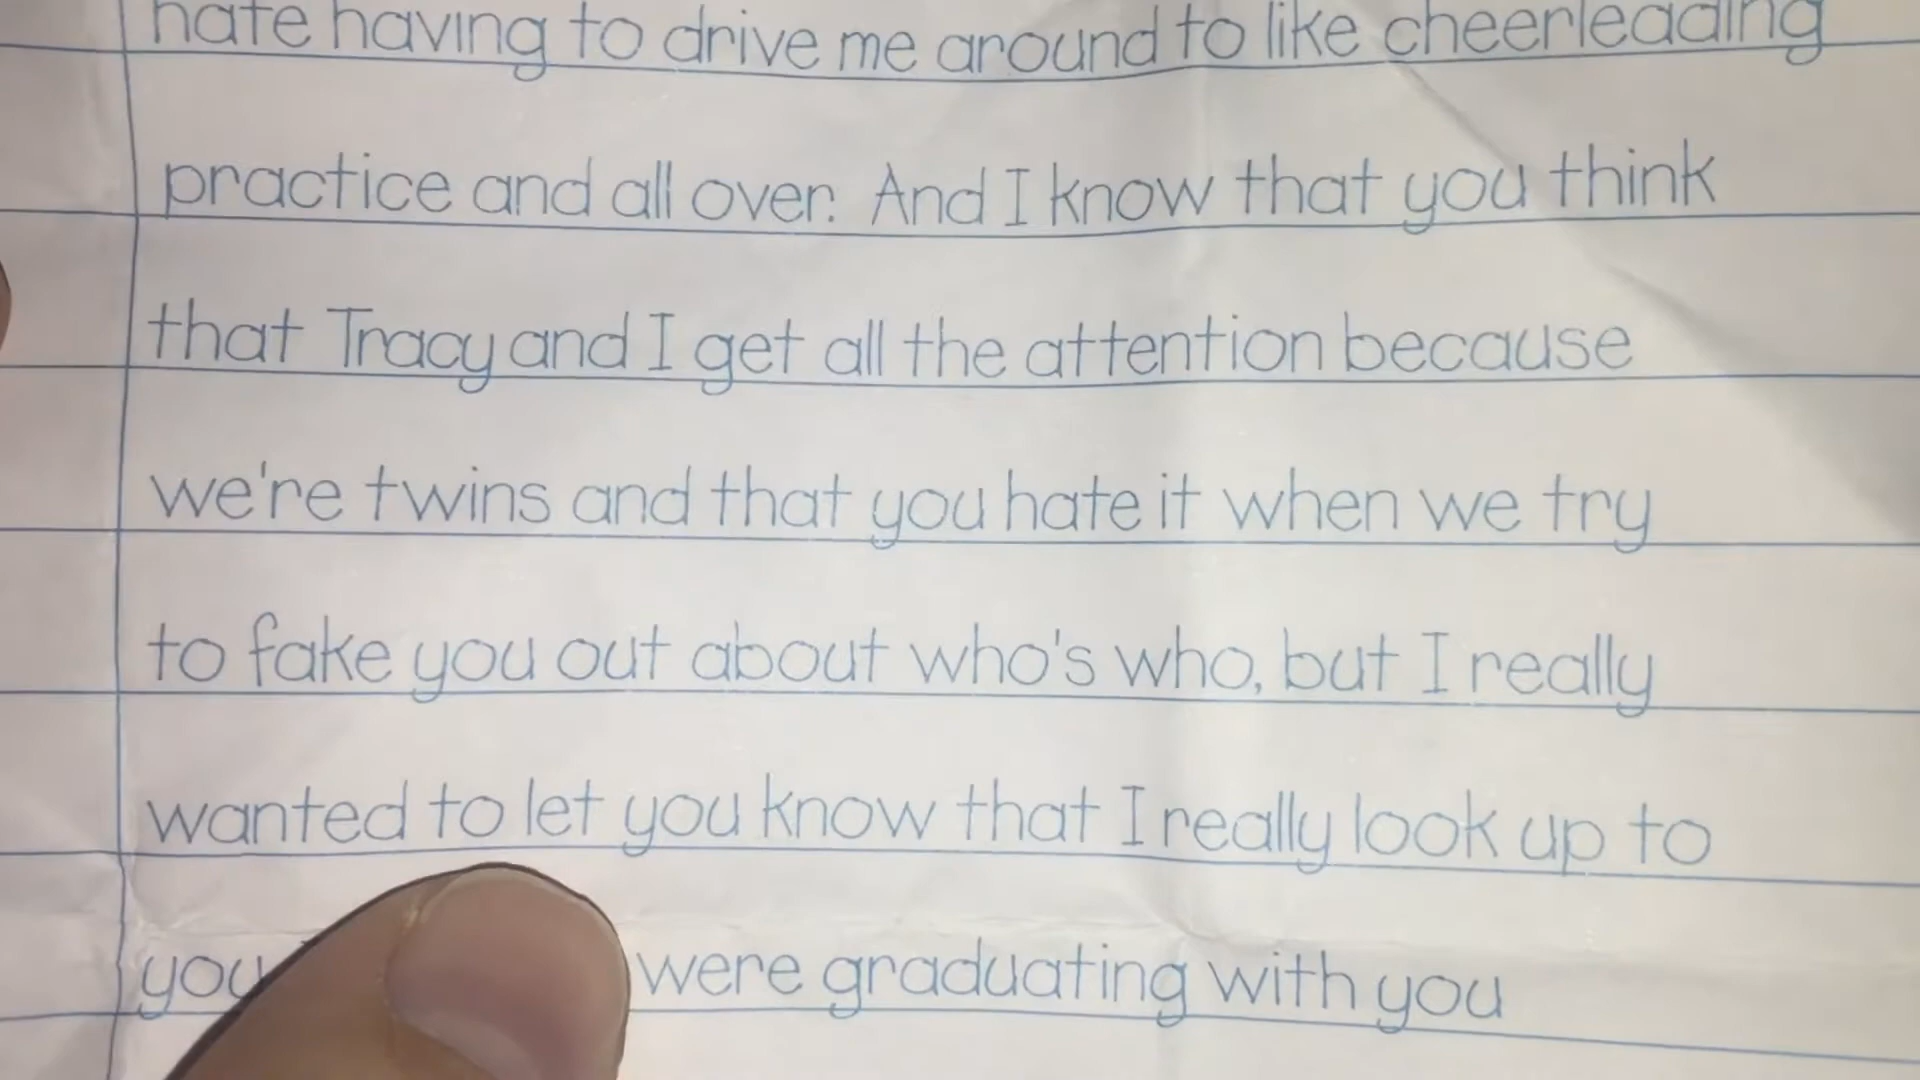 hate having to drive me around to like cheerleading
practice and all over. And I know that you think
that Tracy and I get all the attention because
we're twins and that you hate it when we try
to fake you out about who's who, but I really
wanted to let you know that I really look up to
you were graduating with you